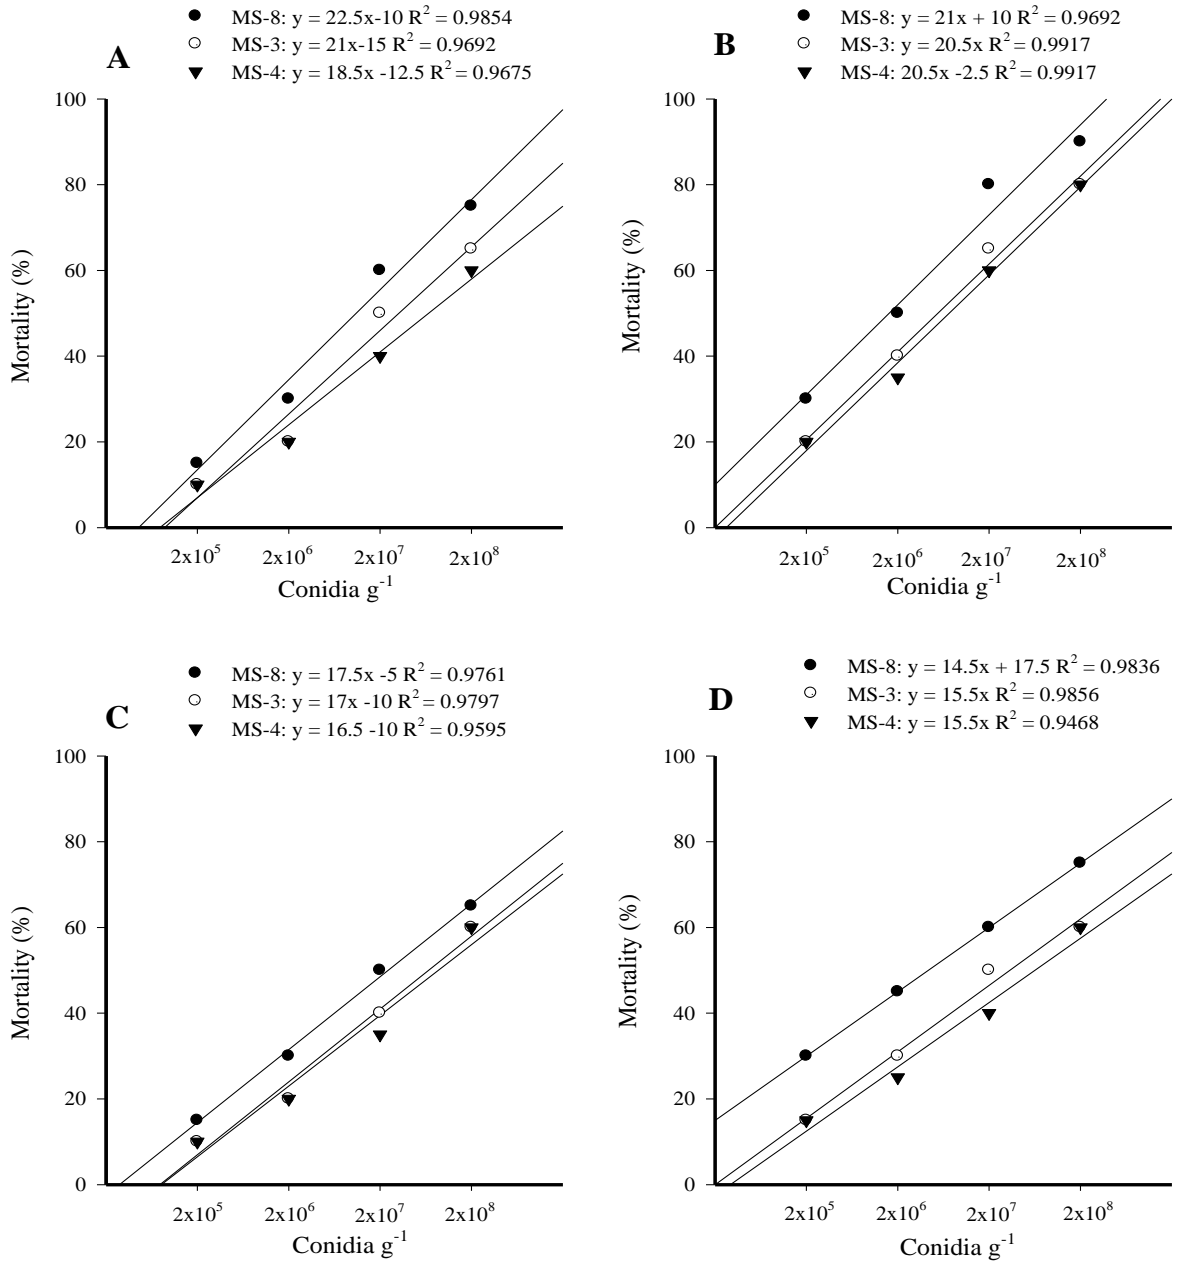 A
MS-8: y = 22.5x-10 R² = 0.9854
MS-3: y = 21x-15 R² = 0.9692
MS-4: y = 18.5x -12.5 R² = 0.9675
100
80
60
40
20
0
Mortality (%)
2x10⁵ 2x10⁶ 2x10⁷ 2x10⁸
Conidia g⁻¹
B
MS-8: y = 21x + 10 R² = 0.9692
MS-3: y = 20.5x R² = 0.9917
MS-4: 20.5x -2.5 R² = 0.9917
100
80
60
40
20
0
Mortality (%)
2x10⁵ 2x10⁶ 2x10⁷ 2x10⁸
Conidia g⁻¹
C
MS-8: y = 17.5x -5 R² = 0.9761
MS-3: y = 17x -10 R² = 0.9797
MS-4: y = 16.5 -10 R² = 0.9595
100
80
60
40
20
0
Mortality (%)
2x10⁵ 2x10⁶ 2x10⁷ 2x10⁸
Conidia g⁻¹
D
MS-8: y = 14.5x + 17.5 R² = 0.9836
MS-3: y = 15.5x R² = 0.9856
MS-4: y = 15.5x R² = 0.9468
100
80
60
40
20
0
Mortality (%)
2x10⁵ 2x10⁶ 2x10⁷ 2x10⁸
Conidia g⁻¹